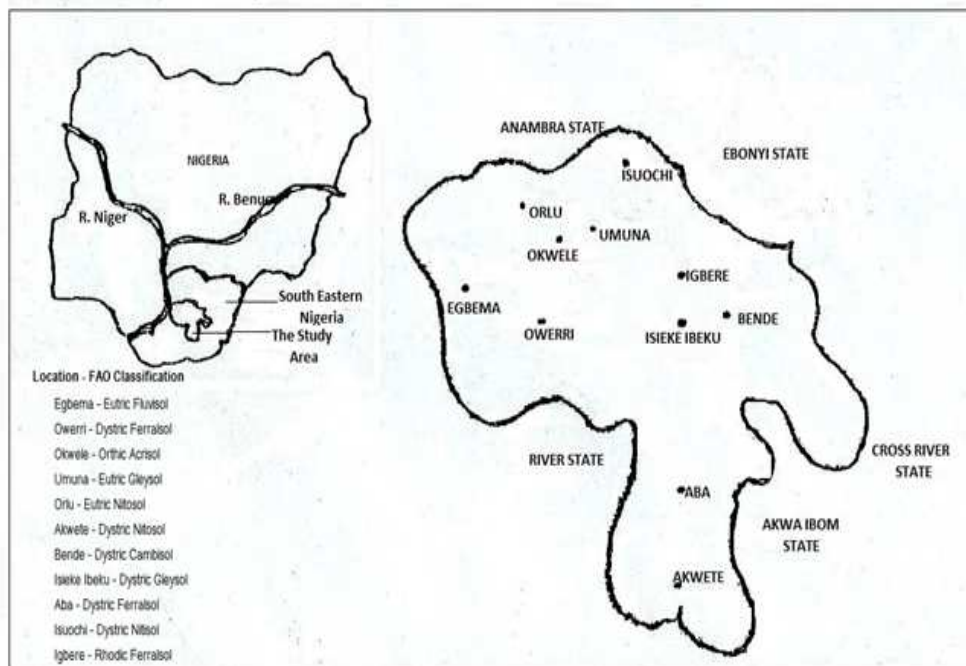 NIGERIA
R. Niger
R. Benue
South Eastern
Nigeria
The Study
Area
Location - FAO Classification
Egbema - Eutric Fluvisol
Owerri - Dystric Ferralsol
Okwele - Orthic Acrisol
Umuna - Eutric Gleysol
Orlu - Eutric Nitosol
Akwete - Dystric Nitosol
Bende - Dystric Cambisol
Isieke Ibeku - Dystric Gleysol
Aba - Dystric Ferralsol
Isuochi - Dystric Nitisol
Igbere - Rhodic Ferralsol
ANAMBRA STATE
EBONYI STATE
ISUOCHI
ORLU
UMUNA
OKWELE
IGBERE
EGBEMA
OWERRI
ISIEKE IBEKU
BENDE
RIVER STATE
CROSS RIVER
STATE
ABA
AKWA IBOM
STATE
AKWETE